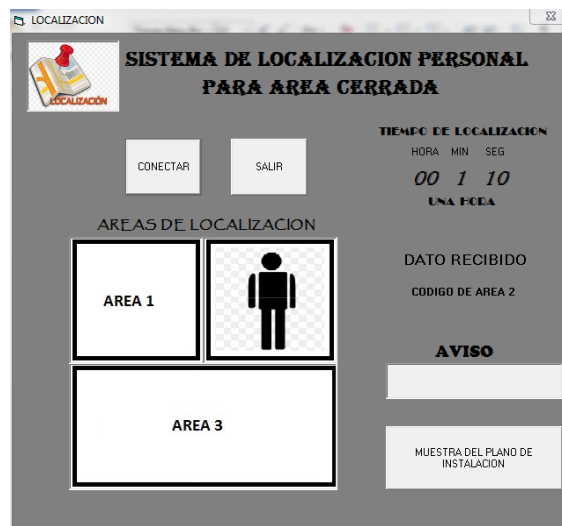 LOCALIZACION
LOCALIZACIÓN
SISTEMA DE LOCALIZACION PERSONAL
PARA AREA CERRADA
TIEMPO DE LOCALIZACION
HORA MIN SEG
00 1 10
UNA HORA
CONECTAR
SALIR
AREAS DE LOCALIZACION
AREA 1
AREA 3
DATO RECIBIDO
CODIGO DE AREA 2
AVISO
MUESTRA DEL PLANO DE
INSTALACION